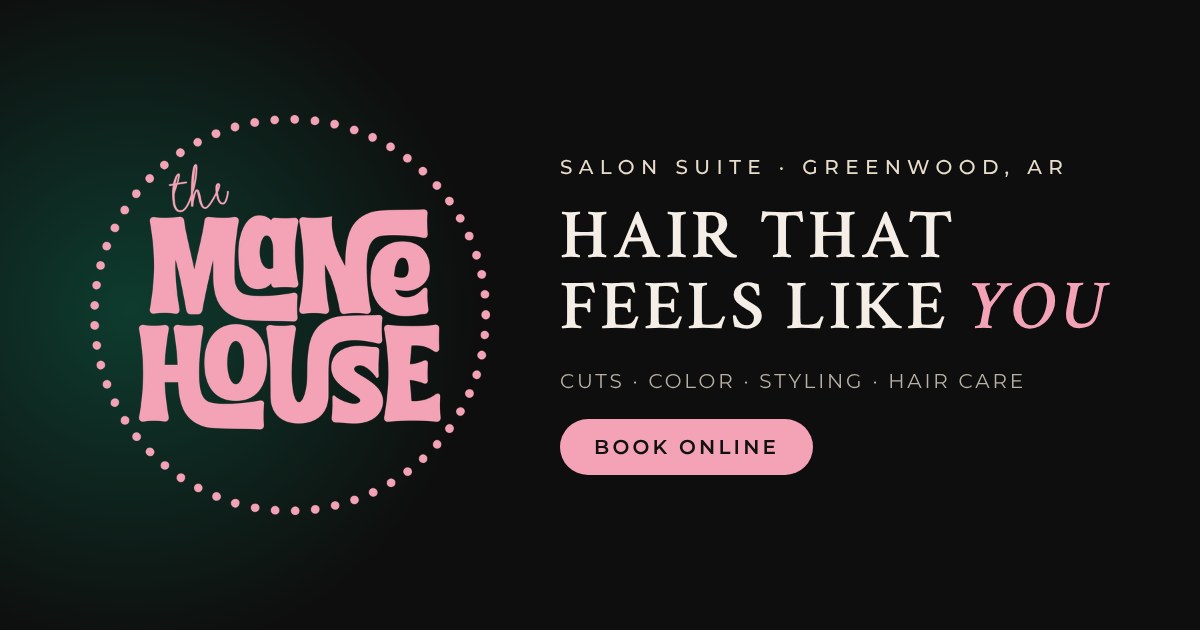 the
MaNe
HOUSE
SALON SUITE · GREENWOOD, AR
HAIR THAT
FEELS LIKE YOU
CUTS · COLOR · STYLING · HAIR CARE
BOOK ONLINE